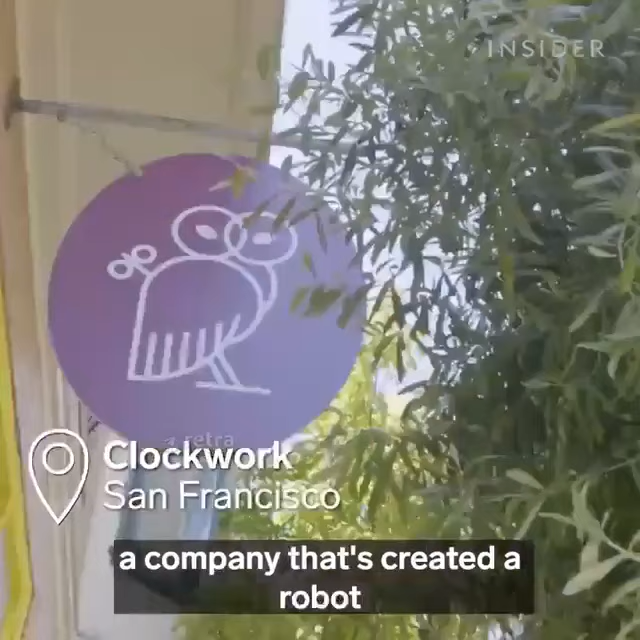 INSIDER
Clockwork
San Francisco
a company that's created a
robot